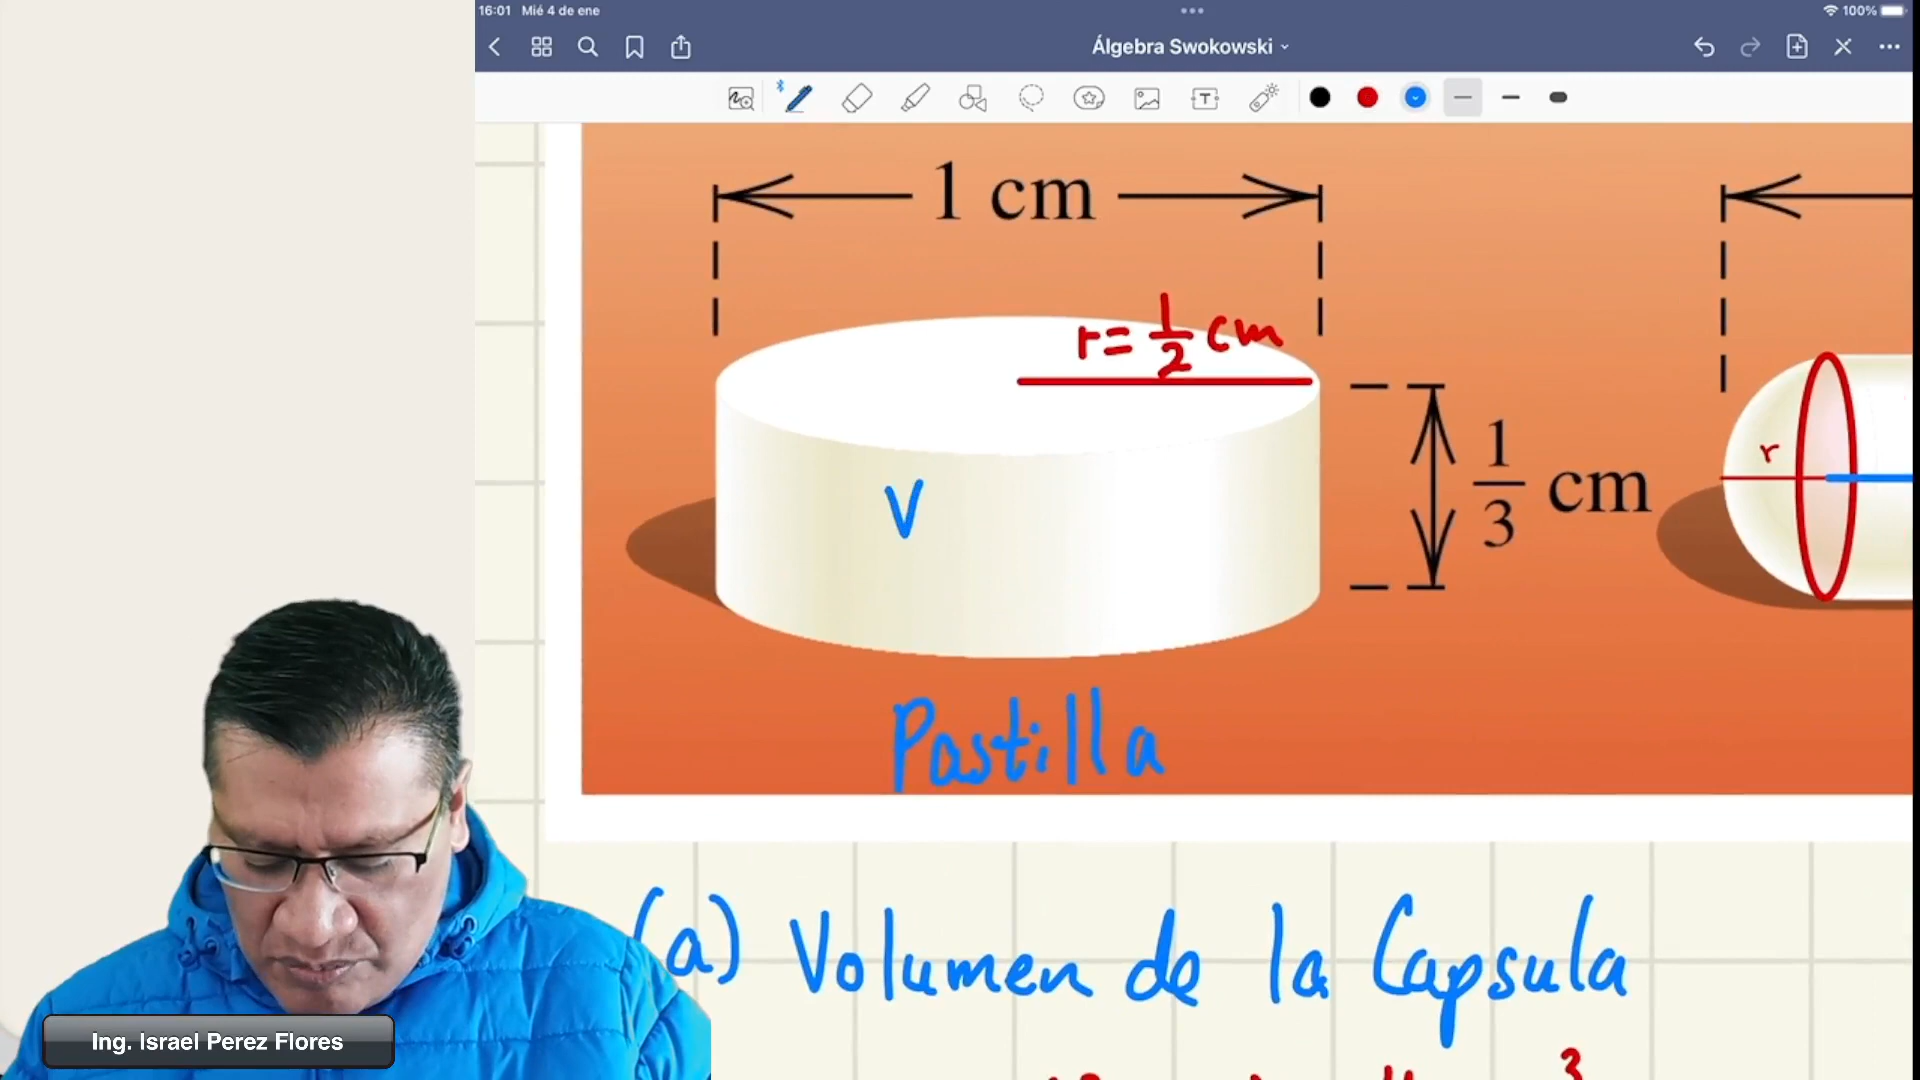 16:01 Mié 4 de ene
100%
Álgebra Swokowski
1 cm
r = 1/2 cm
1/3 cm
r
V
Pastilla
(a) Volumen de la Capsula
3
Ing. Israel Perez Flores